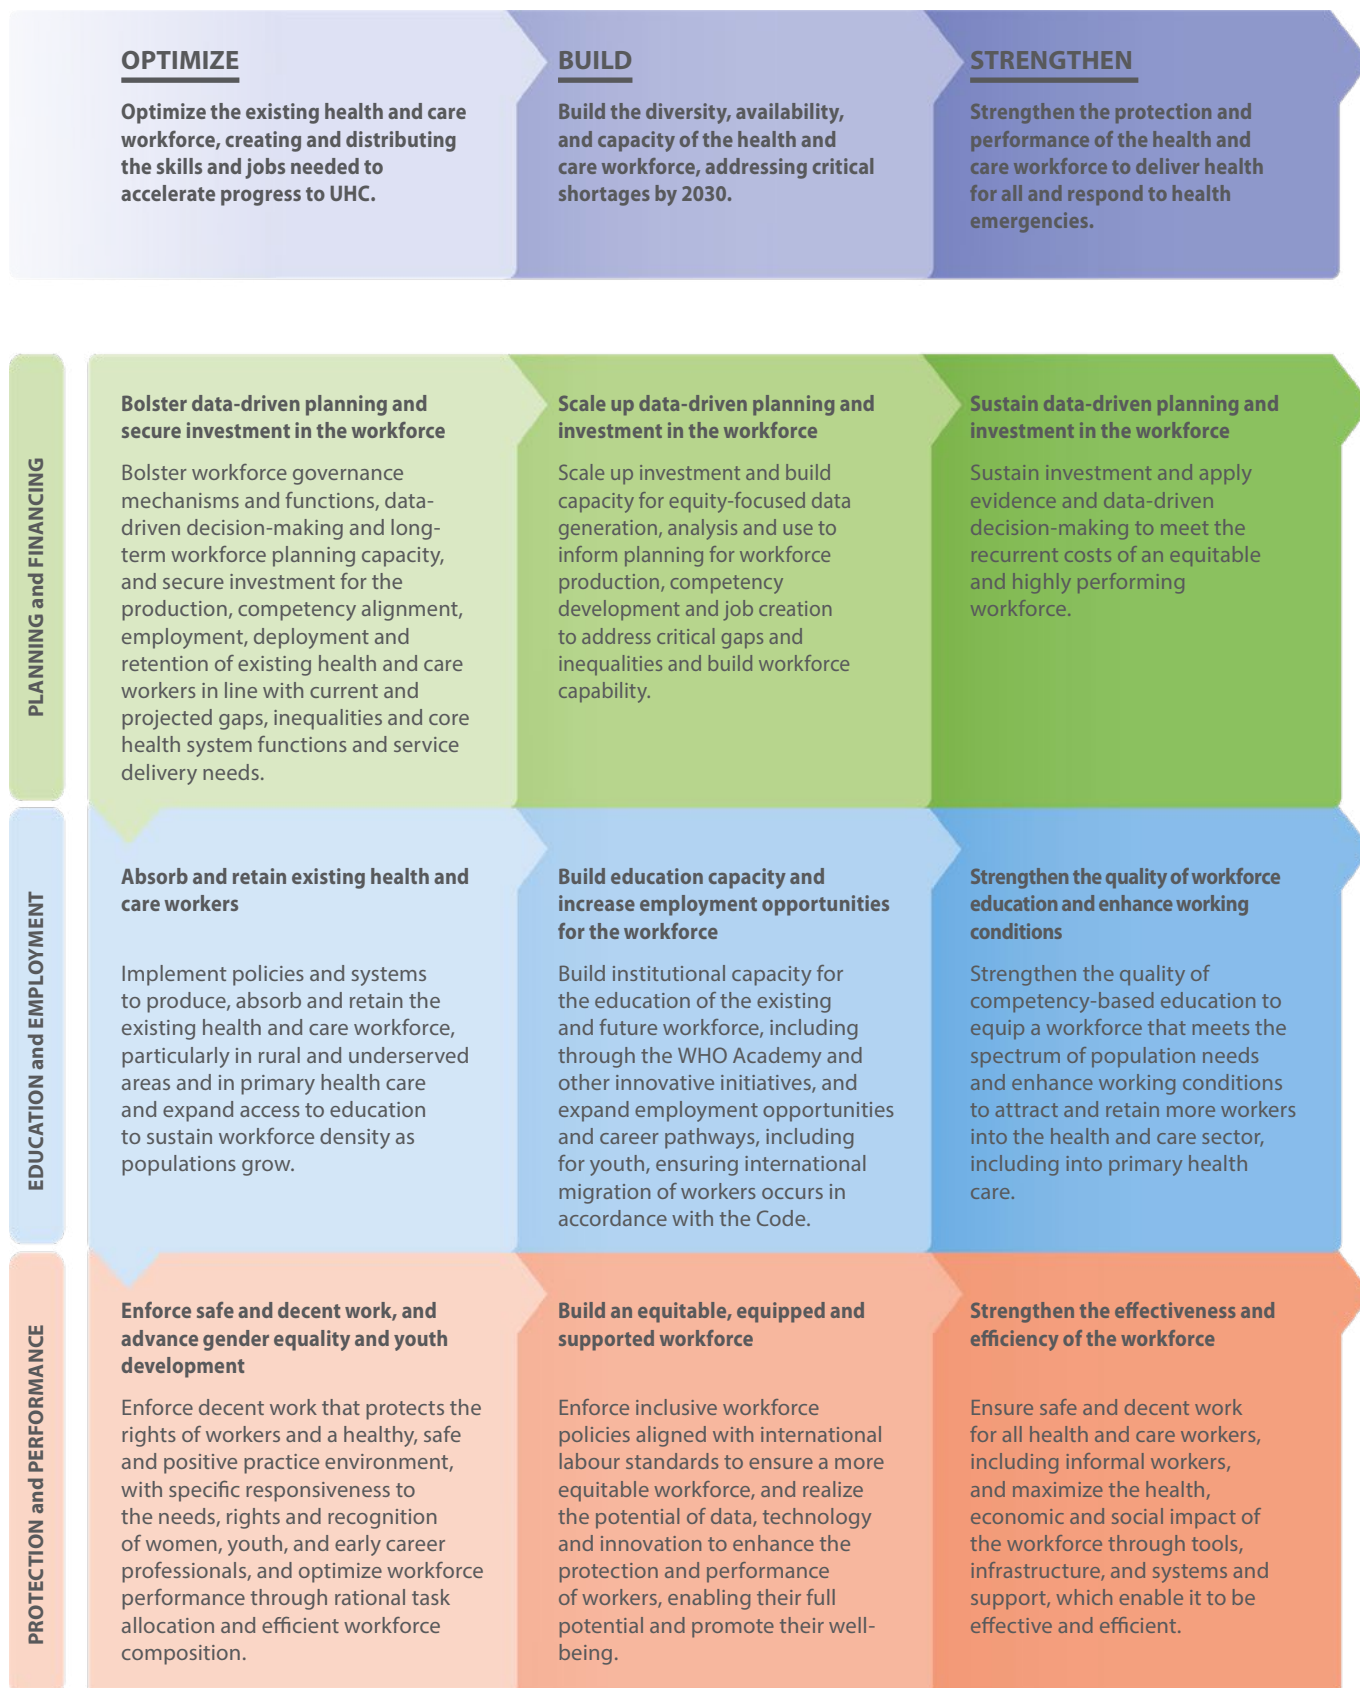 OPTIMIZE
Optimize the existing health and care
workforce, creating and distributing
the skills and jobs needed to
accelerate progress to UHC.
BUILD
Build the diversity, availability,
and capacity of the health and
care workforce, addressing critical
shortages by 2030.
STRENGTHEN
Strengthen the protection and
performance of the health and
care workforce to deliver health
for all and respond to health
emergencies.
PLANNING and FINANCING
Bolster data-driven planning and
secure investment in the workforce
Bolster workforce governance
mechanisms and functions, data-
driven decision-making and long-
term workforce planning capacity,
and secure investment for the
production, competency alignment,
employment, deployment and
retention of existing health and care
workers in line with current and
projected gaps, inequalities and core
health system functions and service
delivery needs.
Scale up data-driven planning and
investment in the workforce
Scale up investment and build
capacity for equity-focused data
generation, analysis and use to
inform planning for workforce
production, competency
development and job creation
to address critical gaps and
inequalities and build workforce
capability.
Sustain data-driven planning and
investment in the workforce
Sustain investment and apply
evidence and data-driven
decision-making to meet the
recurrent costs of an equitable
and highly performing
workforce.
EDUCATION and EMPLOYMENT
Absorb and retain existing health and
care workers
Implement policies and systems
to produce, absorb and retain the
existing health and care workforce,
particularly in rural and underserved
areas and in primary health care
and expand access to education
to sustain workforce density as
populations grow.
Build education capacity and
increase employment opportunities
for the workforce
Build institutional capacity for
the education of the existing
and future workforce, including
through the WHO Academy and
other innovative initiatives, and
expand employment opportunities
and career pathways, including
for youth, ensuring international
migration of workers occurs in
accordance with the Code.
Strengthen the quality of workforce
education and enhance working
conditions
Strengthen the quality of
competency-based education to
equip a workforce that meets the
spectrum of population needs
and enhance working conditions
to attract and retain more workers
into the health and care sector,
including into primary health
care.
PROTECTION and PERFORMANCE
Enforce safe and decent work, and
advance gender equality and youth
development
Enforce decent work that protects the
rights of workers and a healthy, safe
and positive practice environment,
with specific responsiveness to
the needs, rights and recognition
of women, youth, and early career
professionals, and optimize workforce
performance through rational task
allocation and efficient workforce
composition.
Build an equitable, equipped and
supported workforce
Enforce inclusive workforce
policies aligned with international
labour standards to ensure a more
equitable workforce, and realize
the potential of data, technology
and innovation to enhance the
protection and performance
of workers, enabling their full
potential and promote their well-
being.
Strengthen the effectiveness and
efficiency of the workforce
Ensure safe and decent work
for all health and care workers,
including informal workers,
and maximize the health,
economic and social impact of
the workforce through tools,
infrastructure, and systems and
support, which enable it to be
effective and efficient.